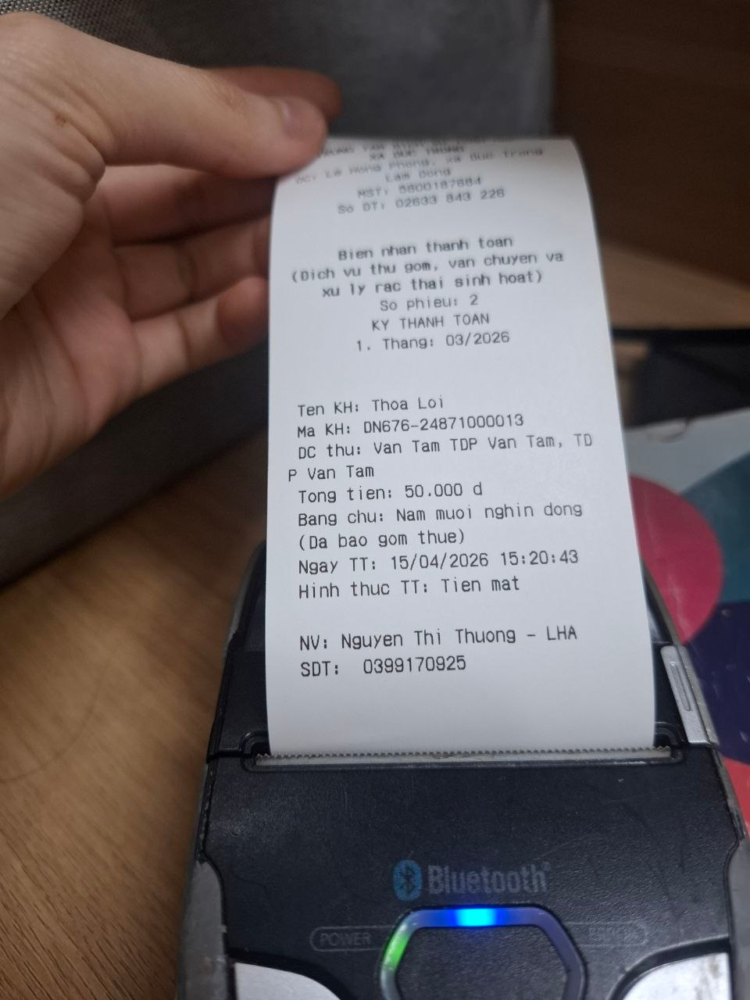 XA DUC TRONG
DC: Le Hong Phong, xa Duc trong
Lam Dong
MST: 5800187684
So DT: 02633 843 226
Bien nhan thanh toan
(Dich vu thu gom, van chuyen va
xu ly rac thai sinh hoat)
So phieu: 2
KY THANH TOAN
1. Thang: 03/2026
Ten KH: Thoa Loi
Ma KH: DN676-24871000013
DC thu: Van Tam TDP Van Tam, TD
P Van Tam
Tong tien: 50.000 d
Bang chu: Nam muoi nghin dong
(Da bao gom thue)
Ngay TT: 15/04/2026 15:20:43
Hinh thuc TT: Tien mat
NV: Nguyen Thi Thuong - LHA
SDT: 0399170925
Bluetooth
POWER
ERROR